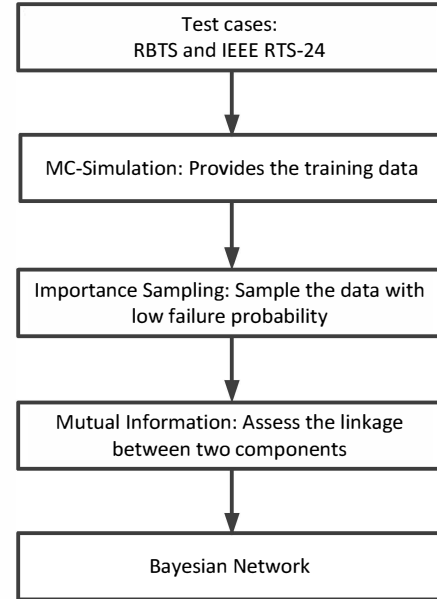 Test cases:
RBTS and IEEE RTS-24
MC-Simulation: Provides the training data
Importance Sampling: Sample the data with
low failure probability
Mutual Information: Assess the linkage
between two components
Bayesian Network